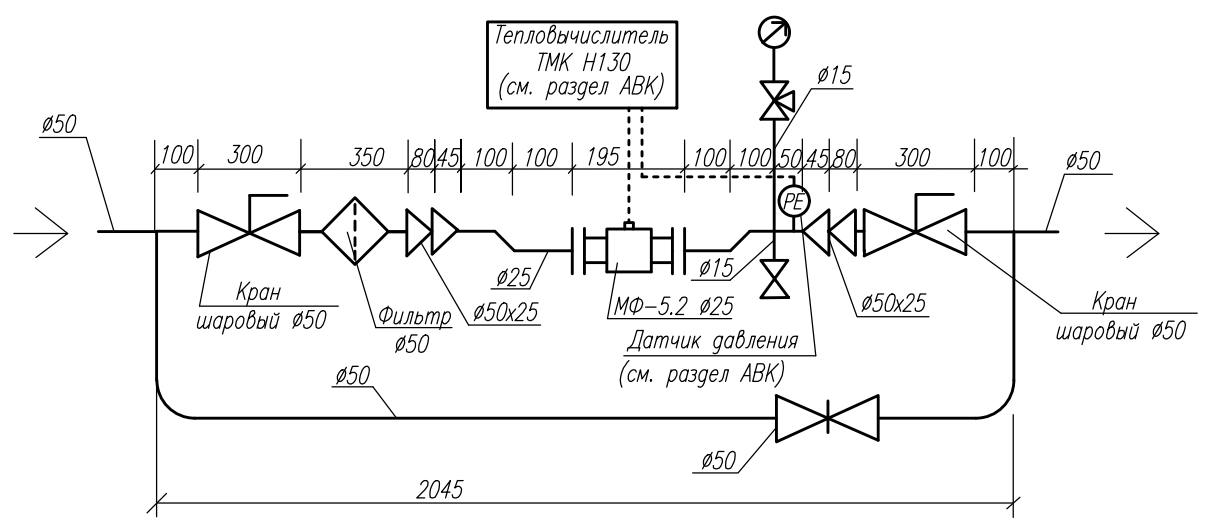 Тепловычислитель
ТМК Н130
(см. раздел АВК)
ø15
ø50
100
300
350
80
45
100
100
195
100
100
50
45
80
300
100
ø50
PE
ø25
ø15
Кран
шаровый ø50
Фильтр
ø50
ø50х25
МФ-5.2 ø25
Датчик давления
(см. раздел АВК)
ø50х25
Кран
шаровый ø50
ø50
ø50
2045